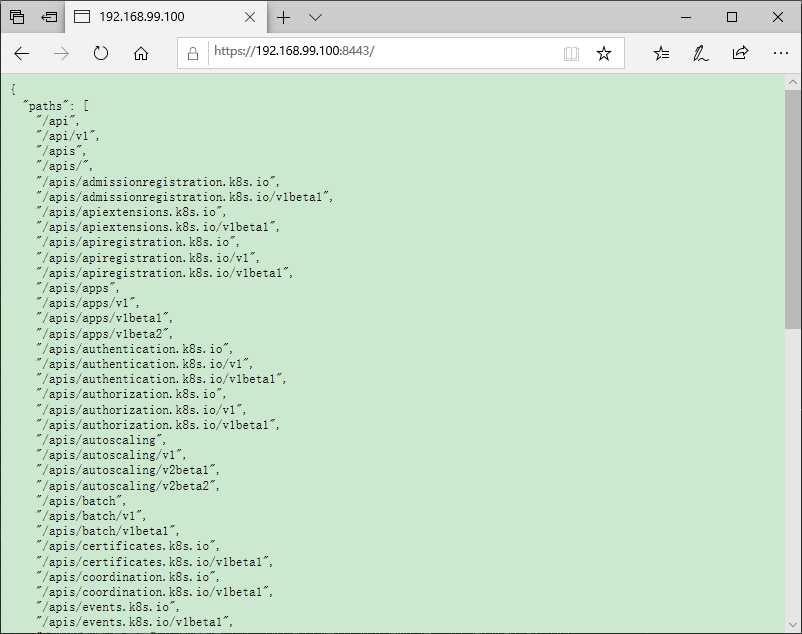 192.168.99.100
https://192.168.99.100:8443/
{
"paths": [
"/api",
"/api/v1",
"/apis",
"/apis/",
"/apis/admissionregistration.k8s.io",
"/apis/admissionregistration.k8s.io/v1beta1",
"/apis/apiextensions.k8s.io",
"/apis/apiextensions.k8s.io/v1beta1",
"/apis/apiregistration.k8s.io",
"/apis/apiregistration.k8s.io/v1",
"/apis/apiregistration.k8s.io/v1beta1",
"/apis/apps",
"/apis/apps/v1",
"/apis/apps/v1beta1",
"/apis/apps/v1beta2",
"/apis/authentication.k8s.io",
"/apis/authentication.k8s.io/v1",
"/apis/authentication.k8s.io/v1beta1",
"/apis/authorization.k8s.io",
"/apis/authorization.k8s.io/v1",
"/apis/authorization.k8s.io/v1beta1",
"/apis/autoscaling",
"/apis/autoscaling/v1",
"/apis/autoscaling/v2beta1",
"/apis/autoscaling/v2beta2",
"/apis/batch",
"/apis/batch/v1",
"/apis/batch/v1beta1",
"/apis/certificates.k8s.io",
"/apis/certificates.k8s.io/v1beta1",
"/apis/coordination.k8s.io",
"/apis/coordination.k8s.io/v1beta1",
"/apis/events.k8s.io",
"/apis/events.k8s.io/v1beta1",